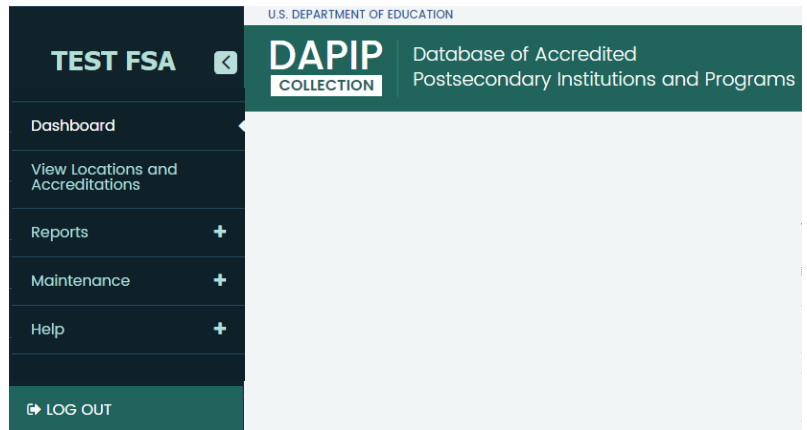 U.S. DEPARTMENT OF EDUCATION
TEST FSA
DAPIP
COLLECTION
Database of Accredited
Postsecondary Institutions and Programs
Dashboard
View Locations and
Accreditations
Reports
Maintenance
Help
LOG OUT